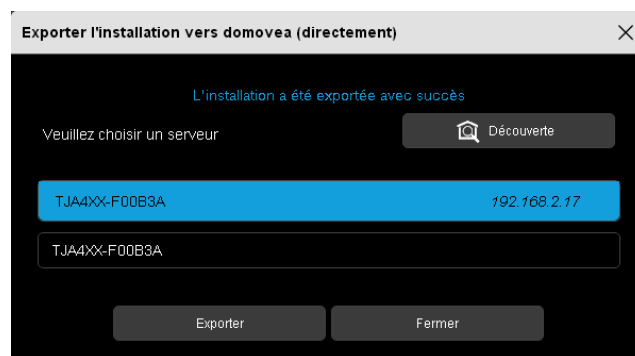 Exporter l'installation vers domovea (directement)
L'installation a été exportée avec succès
Veuillez choisir un serveur
Découverte
TJA4XX-F00B3A 192.168.2.17
TJA4XX-F00B3A
Exporter Fermer